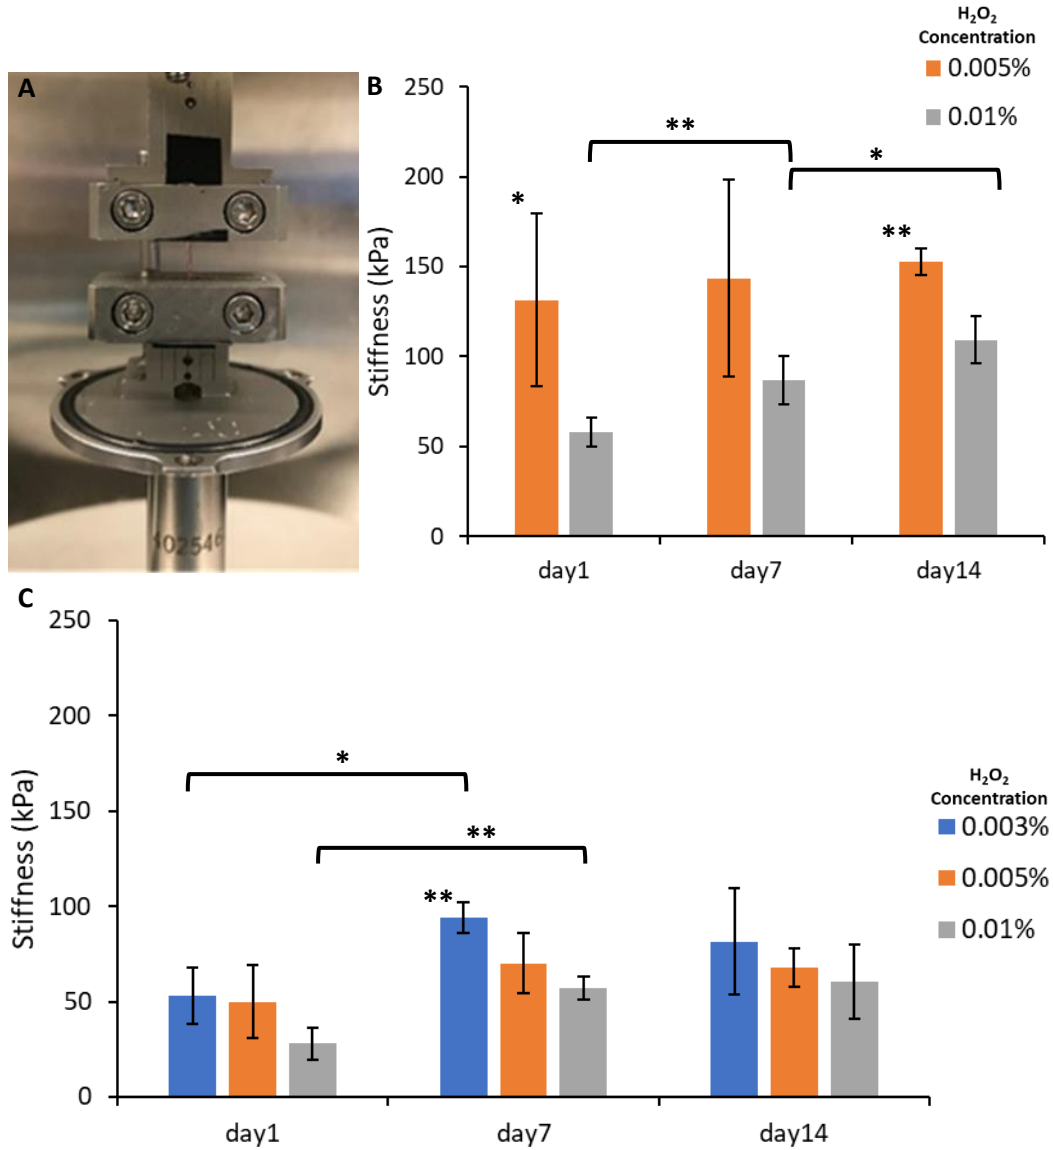 A
402546
B
H₂O₂
Concentration
0.005%
0.01%
Stiffness (kPa)
250
200
150
100
50
0
**
*
*
**
day1 day7 day14
C
Stiffness (kPa)
250
200
150
100
50
0
*
**
**
day1 day7 day14
H₂O₂
Concentration
0.003%
0.005%
0.01%